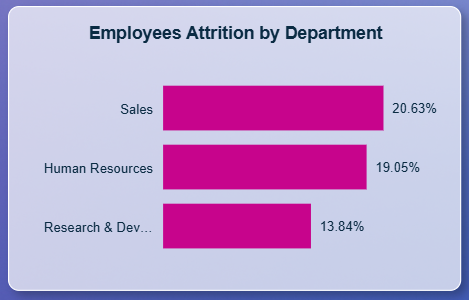 Employees Attrition by Department
Sales 20.63%
Human Resources 19.05%
Research & Dev... 13.84%